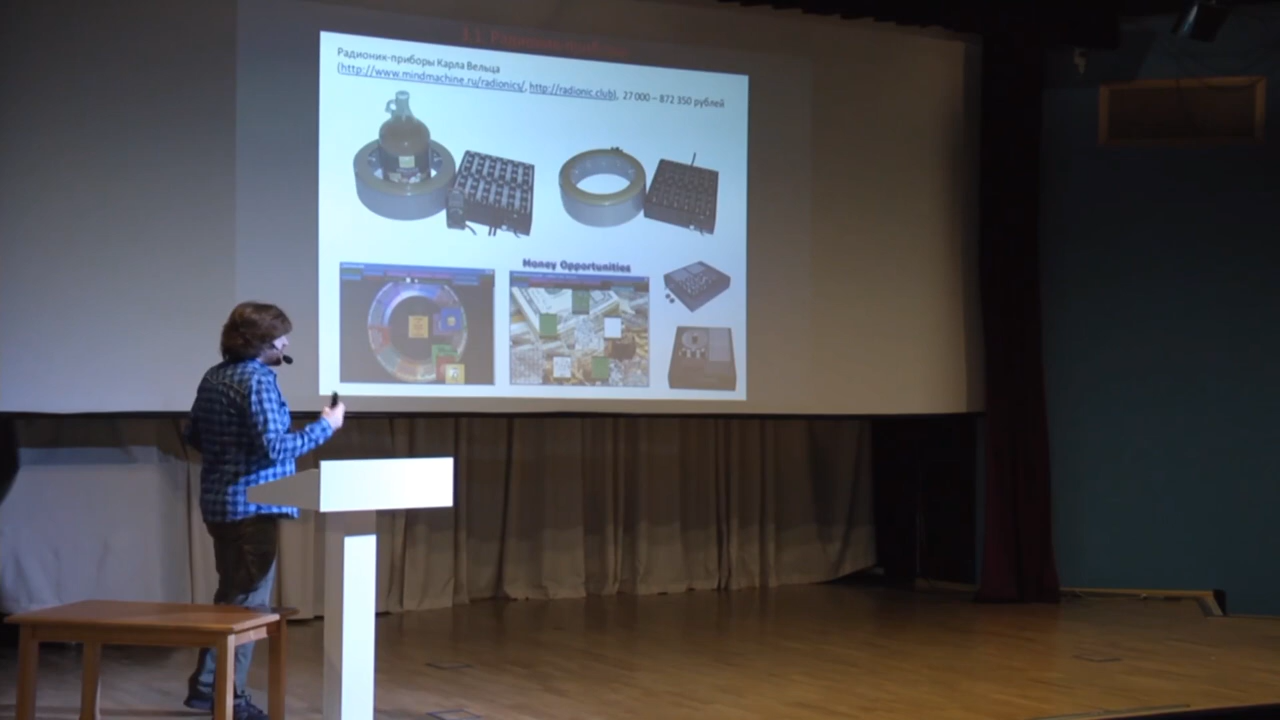 Радионик-приборы Карла Вельца
(http://www.mindmachine.ru/radionics/, http://radionic.club), 27 000 – 872 350 рублей
Money Opportunities